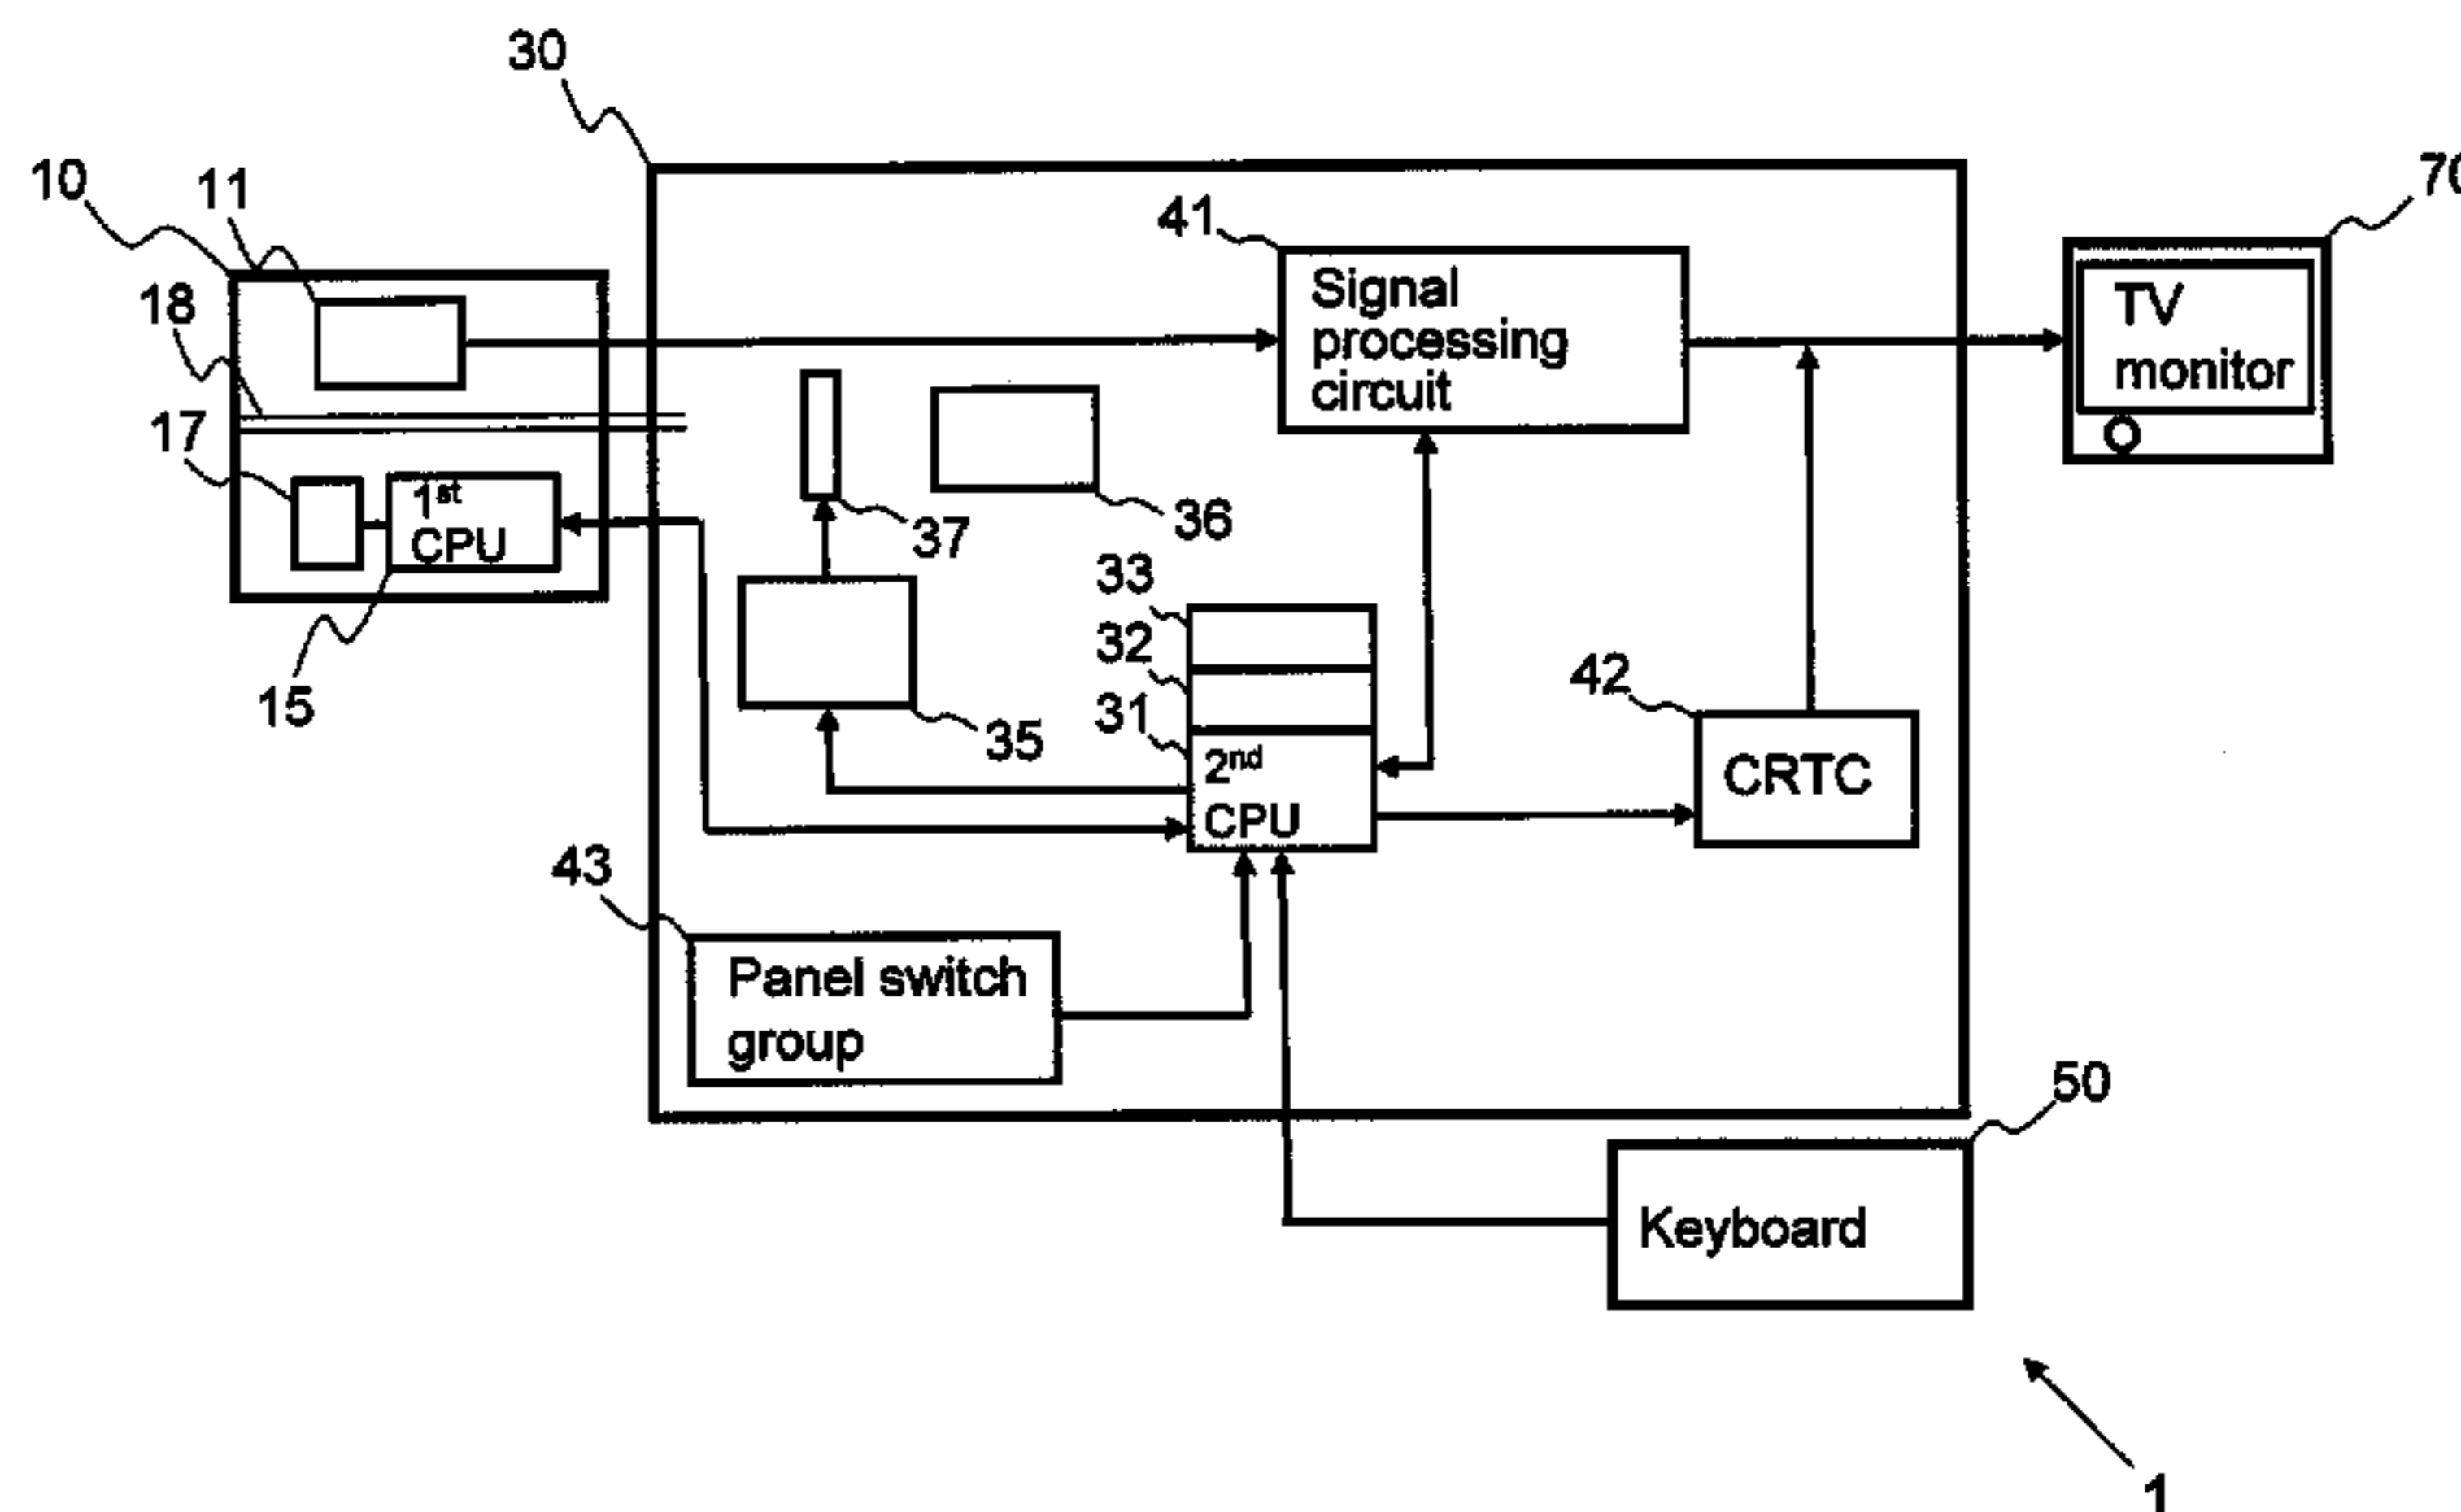 30
10
11
70
41
18
Signal
processing
circuit
TV
monitor
17
1st
CPU
37
36
33
32
31
15
35
42
2nd
CPU
CRTC
43
Panel switch
group
50
Keyboard
1